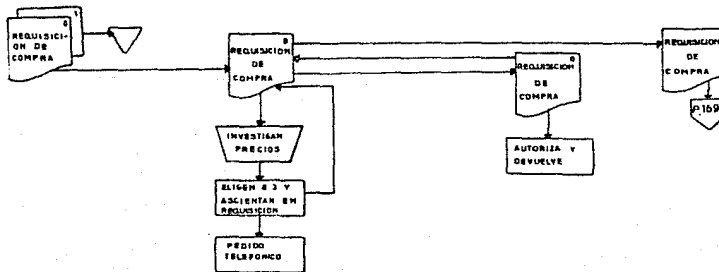 REQUISICI-
ON DE
COMPRA
REQUISICION
DE
COMPRA
INVESTIGAN
PRECIOS
ELIGEN 2 Y
ASCIENTAN EN
REQUISICION
PEDIDO
TELEFONICO
REQUISICION
DE
COMPRA
AUTORIZA Y
DEVUELVE
REQUISICION
DE
COMPRA
P.169